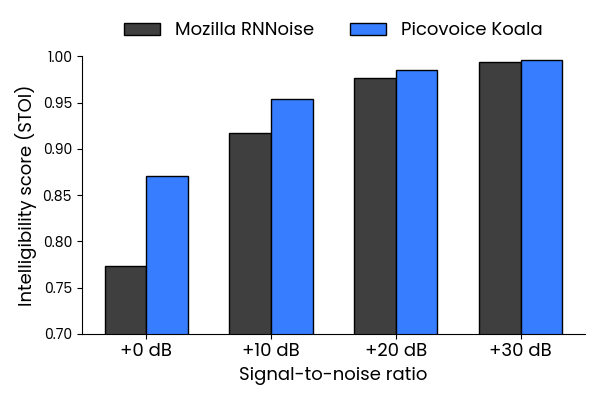 Mozilla RNNoise Picovoice Koala
Intelligibility score (STOI)
1.00
0.95
0.90
0.85
0.80
0.75
0.70
+0 dB +10 dB +20 dB +30 dB
Signal-to-noise ratio